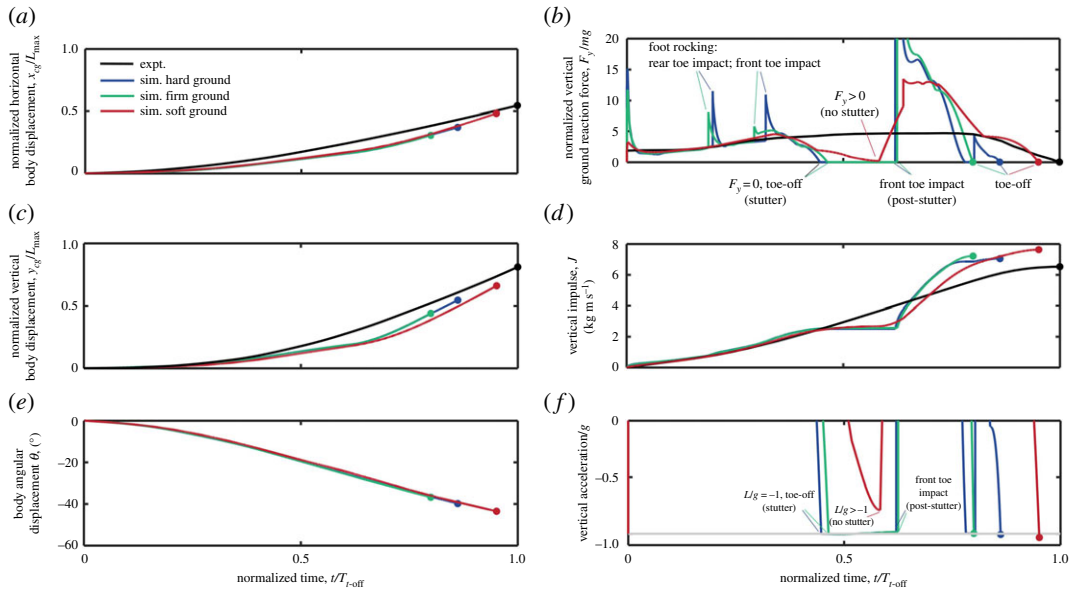 (a)
normalized horizontal
body displacement, x_cg/L_max
1.0
0.5
0
expt.
sim. hard ground
sim. firm ground
sim. soft ground
(b)
normalized vertical
ground reaction force, F_y/mg
20
15
10
5
0
foot rocking:
rear toe impact; front toe impact
F_y > 0
(no stutter)
F_y = 0, toe-off
(stutter)
front toe impact
(post-stutter)
toe-off
(c)
normalized vertical
body displacement, y_cg/L_max
1.0
0.5
0
(d)
vertical impulse, J
(kg m s⁻¹)
8
6
4
2
0
(e)
body angular
displacement θ, (°)
0
−20
−40
−60
0
0.5
1.0
normalized time, t/T_t-off
(f)
vertical acceleration/g
0
−0.5
−1.0
L/g = −1, toe-off
(stutter)
L/g > −1
(no stutter)
front toe
impact
(post-stutter)
0
0.5
1.0
normalized time, t/T_t-off